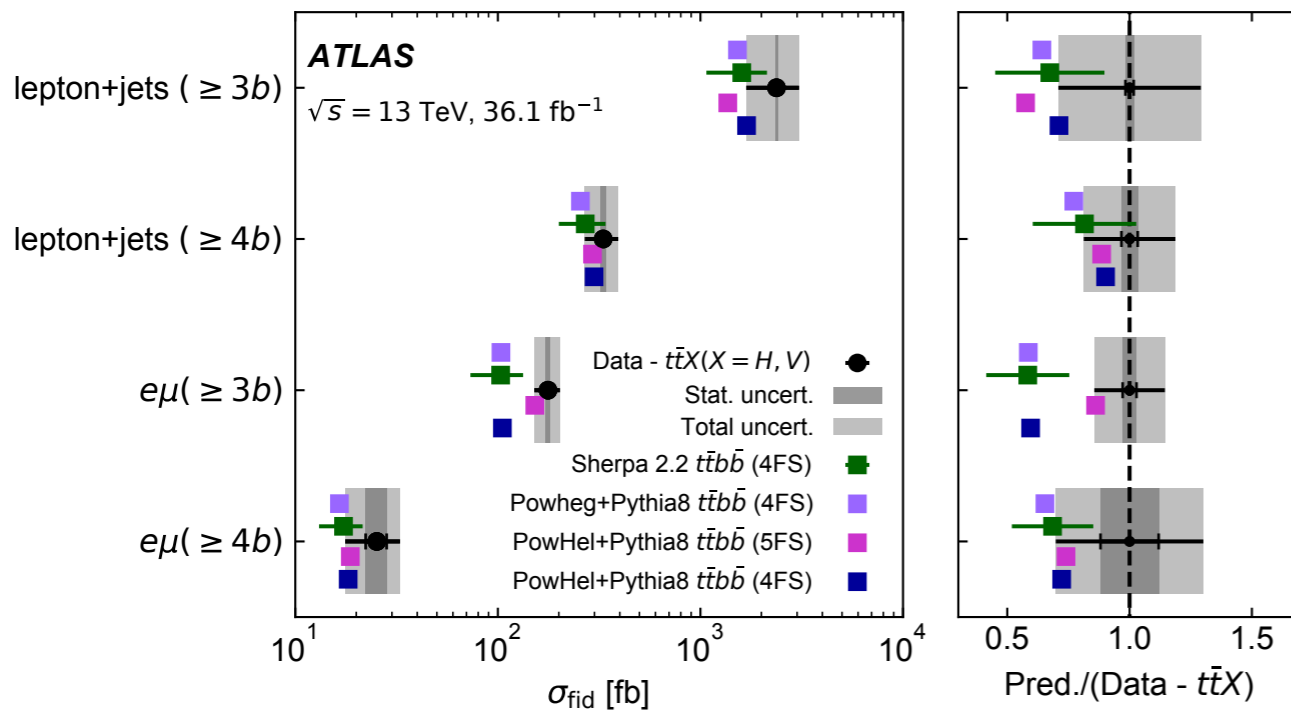 ATLAS
√s = 13 TeV, 36.1 fb⁻¹
lepton+jets ( ≥ 3b)
lepton+jets ( ≥ 4b)
eμ( ≥ 3b)
eμ( ≥ 4b)
Data - tt̄X(X = H, V)
Stat. uncert.
Total uncert.
Sherpa 2.2 tt̄bb̄ (4FS)
Powheg+Pythia8 tt̄bb̄ (4FS)
PowHel+Pythia8 tt̄bb̄ (5FS)
PowHel+Pythia8 tt̄bb̄ (4FS)
10¹ 10² 10³ 10⁴
σfid [fb]
0.5 1.0 1.5
Pred./(Data - tt̄X)